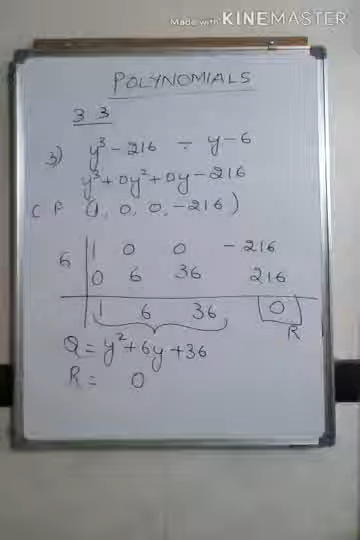 Made with KINEMASTER
POLYNOMIALS
3 3
3) y³ - 216 ÷ y - 6
y³ + 0y² + 0y - 216
C F (1, 0, 0, -216)
6 | 1 0 0 - 216
0 6 36 216
1 6 36 0
R
Q = y² + 6y + 36
R = 0